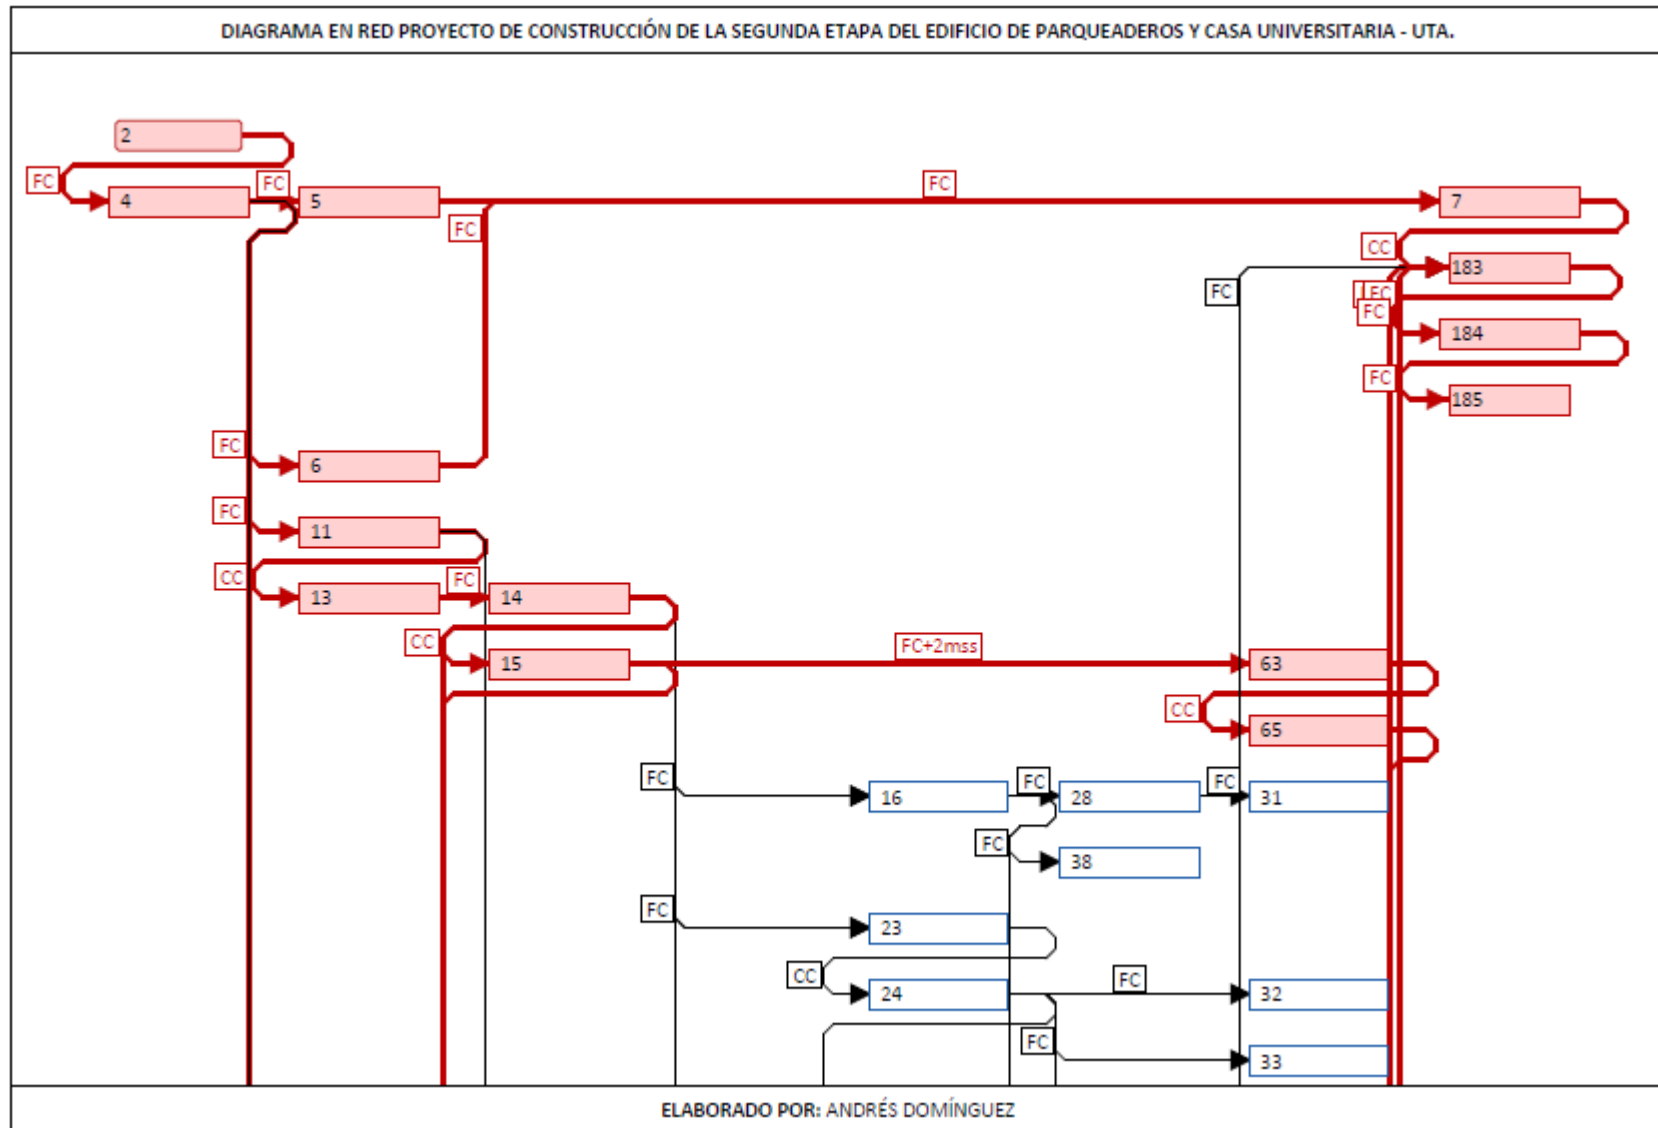 DIAGRAMA EN RED PROYECTO DE CONSTRUCCIÓN DE LA SEGUNDA ETAPA DEL EDIFICIO DE PARQUEADEROS Y CASA UNIVERSITARIA - UTA.
2
FC
FC
FC
4
5
7
FC
CC
183
FC
FC
FC
184
FC
185
FC
6
FC
11
CC
FC
13
14
CC
FC+2mss
15
63
CC
65
FC
FC
FC
16
28
31
FC
38
FC
23
CC
FC
24
32
FC
33
ELABORADO POR: ANDRÉS DOMÍNGUEZ